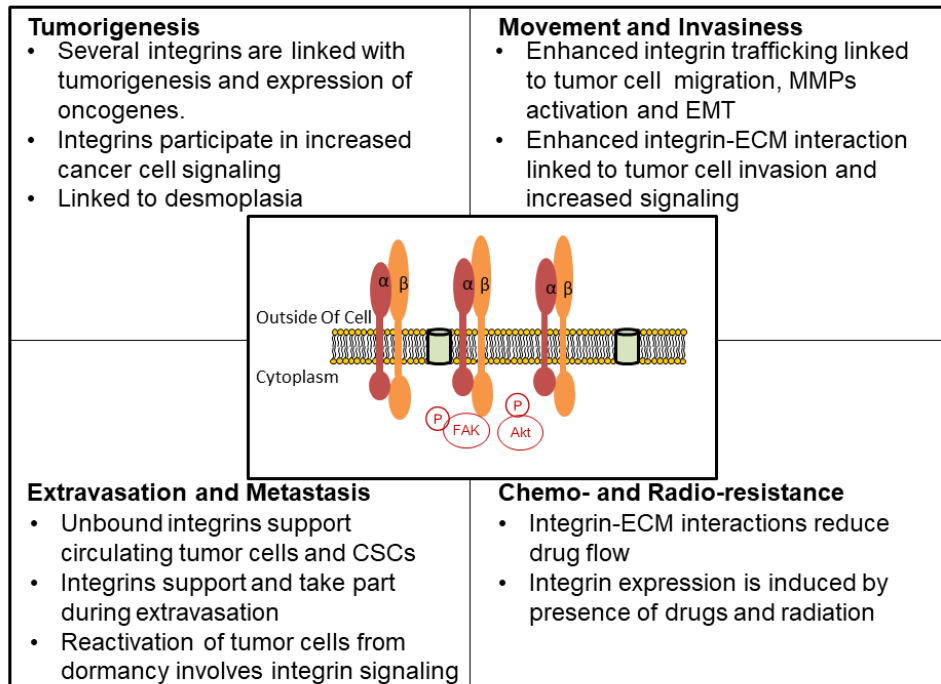 Tumorigenesis
• Several integrins are linked with
tumorigenesis and expression of
oncogenes.
• Integrins participate in increased
cancer cell signaling
• Linked to desmoplasia
Movement and Invasiness
• Enhanced integrin trafficking linked
to tumor cell migration, MMPs
activation and EMT
• Enhanced integrin-ECM interaction
linked to tumor cell invasion and
increased signaling
α β α β α β
Outside Of Cell
Cytoplasm
P
FAK
P
Akt
Extravasation and Metastasis
• Unbound integrins support
circulating tumor cells and CSCs
• Integrins support and take part
during extravasation
• Reactivation of tumor cells from
dormancy involves integrin signaling
Chemo- and Radio-resistance
• Integrin-ECM interactions reduce
drug flow
• Integrin expression is induced by
presence of drugs and radiation